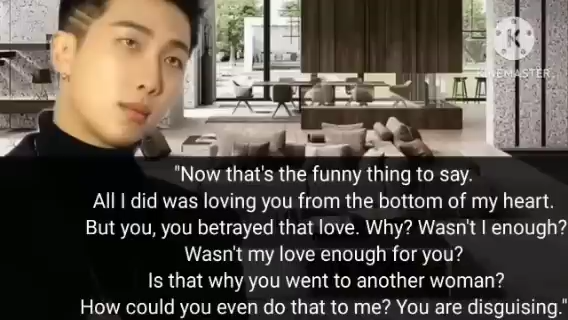 KINEMASTER
"Now that's the funny thing to say.
All I did was loving you from the bottom of my heart.
But you, you betrayed that love. Why? Wasn't I enough?
Wasn't my love enough for you?
Is that why you went to another woman?
How could you even do that to me? You are disguising."